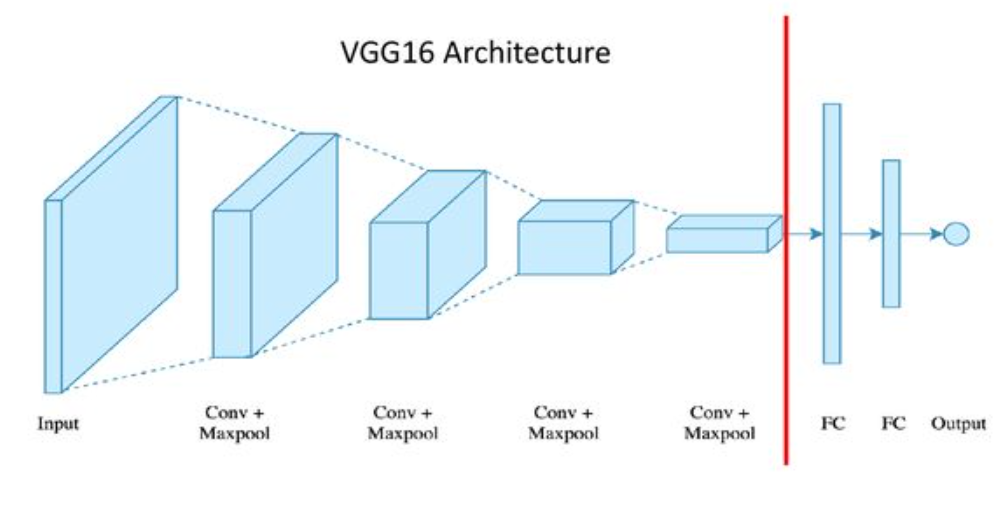 VGG16 Architecture
Input
Conv +
Maxpool
Conv +
Maxpool
Conv +
Maxpool
Conv +
Maxpool
FC
FC
Output